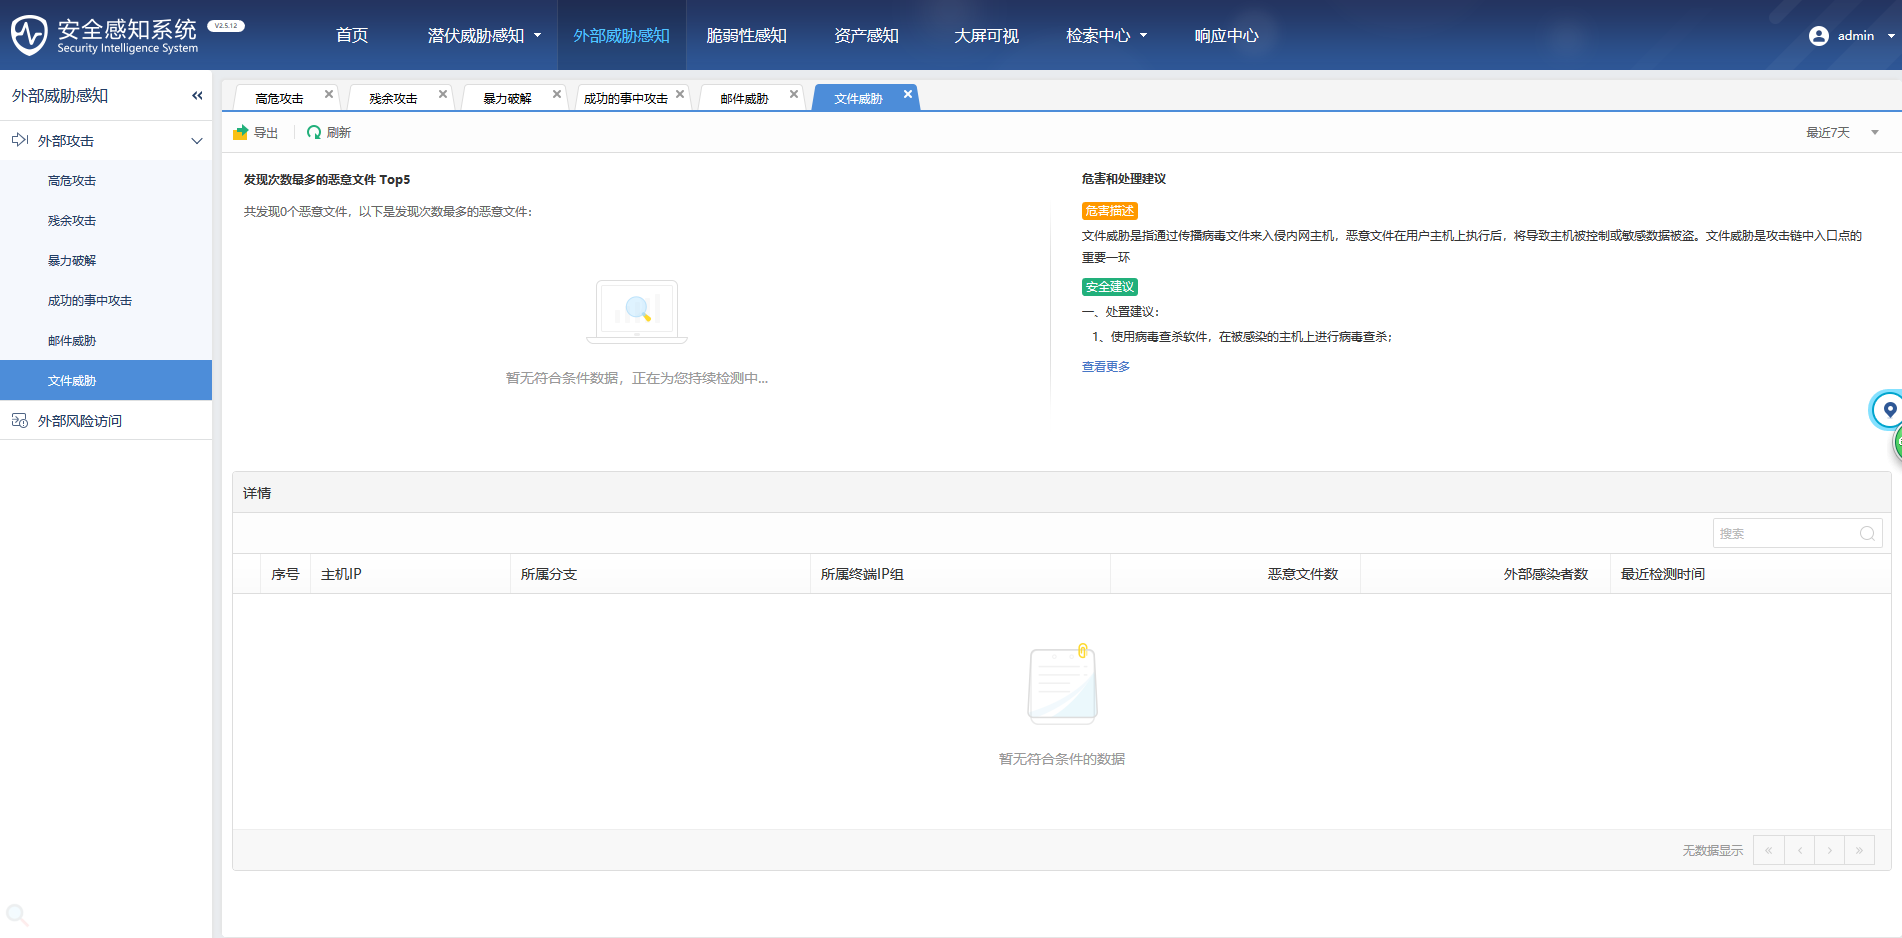 安全感知系统 V2.5.12
Security Intelligence System
首页 潜伏威胁感知 外部威胁感知 脆弱性感知 资产感知 大屏可视 检索中心 响应中心 admin
外部威胁感知
外部攻击
高危攻击
残余攻击
暴力破解
成功的事中攻击
邮件威胁
文件威胁
外部风险访问
高危攻击 残余攻击 暴力破解 成功的事中攻击 邮件威胁 文件威胁
导出 刷新 最近7天
发现次数最多的恶意文件 Top5
共发现0个恶意文件，以下是发现次数最多的恶意文件：
暂无符合条件数据，正在为您持续检测中...
危害和处理建议
危害描述
文件威胁是指通过传播病毒文件来入侵内网主机，恶意文件在用户主机上执行后，将导致主机被控制或敏感数据被盗。文件威胁是攻击链中入口点的
重要一环
安全建议
一、处置建议：
1、使用病毒查杀软件，在被感染的主机上进行病毒查杀；
查看更多
详情
搜索
序号 主机IP 所属分支 所属终端IP组 恶意文件数 外部感染者数 最近检测时间
暂无符合条件的数据
无数据显示